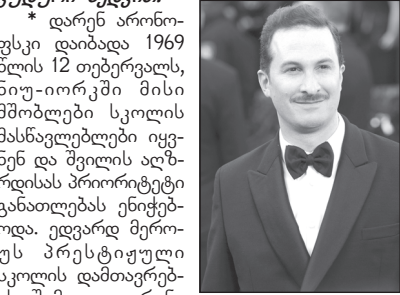 * დარენ არონო-
ფსკი დაიბადა 1969
წლის 12 თებერვალს,
ნიუ-იორკში მისი
მშობლები სკოლის
მასწავლებლები იყვ-
ნენ და შვილის აღზ-
რდისას პრიორიტეტი
განათლებას ენიჭებ-
ოდა. ედვარდ მერო-
უს პრესტიჟული
სკოლის დამთავრებ-